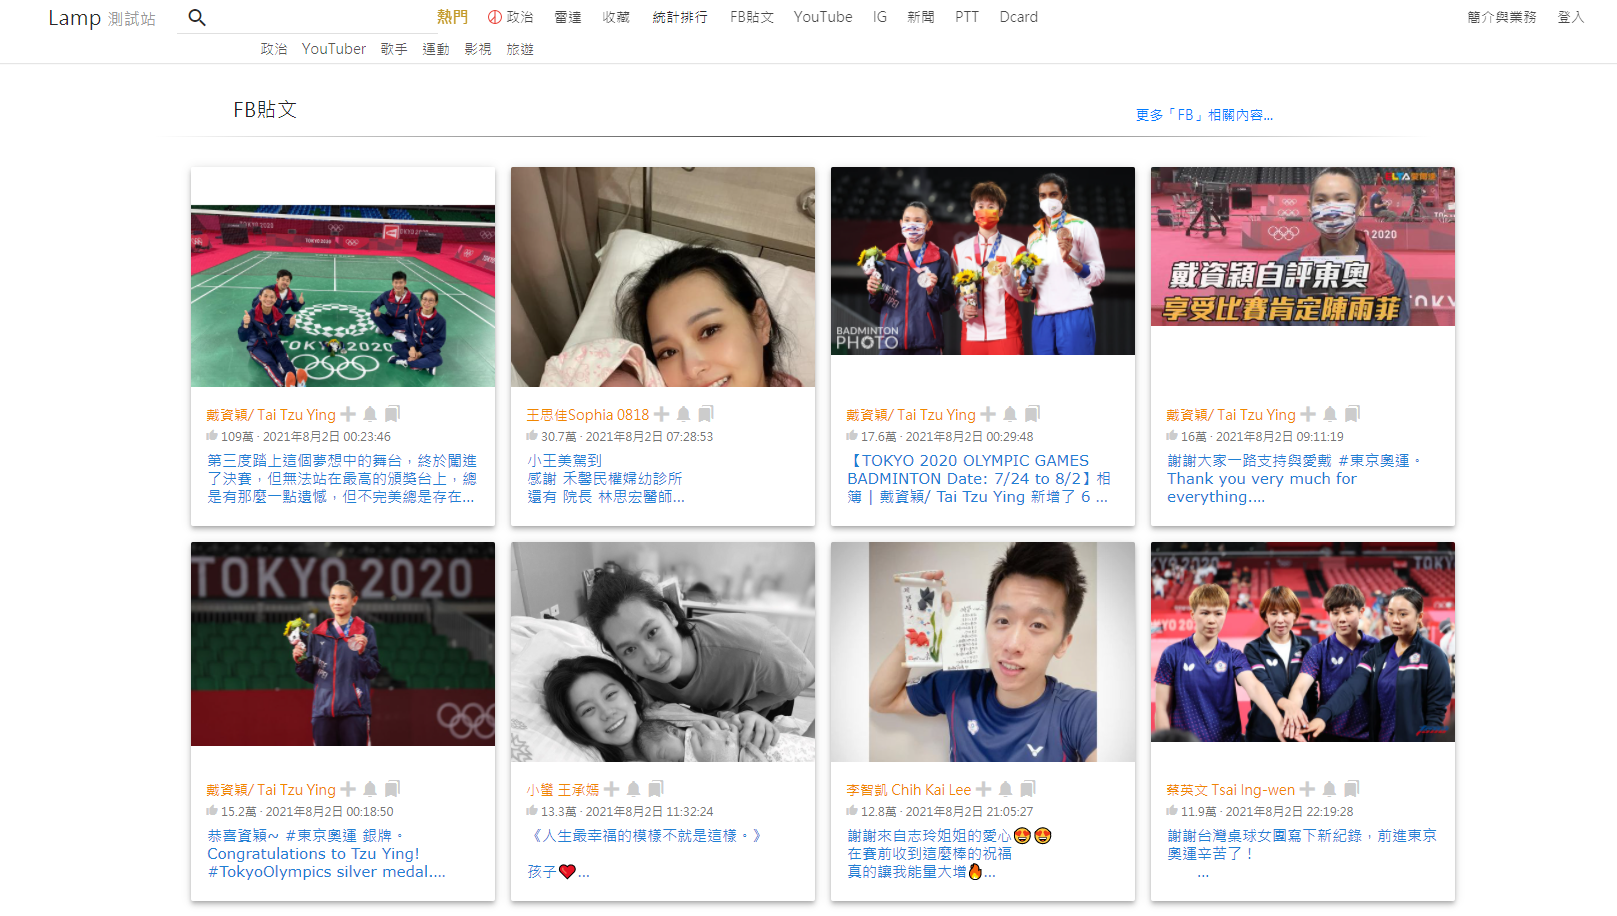 Lamp 測試站
熱門 政治 雷達 收藏 統計排行 FB貼文 YouTube IG 新聞 PTT Dcard 簡介與業務 登入
政治 YouTuber 歌手 運動 影視 旅遊
FB貼文
更多「FB」相關內容...
TOKYO 2020
BADMINTON
PHOTO
戴資穎自評東奧
享受比賽肯定陳雨菲
戴資穎/ Tai Tzu Ying
109萬 · 2021年8月2日 00:23:46
第三度踏上這個夢想中的舞台，終於闖進
了決賽，但無法站在最高的頒獎台上，總
是有那麼一點遺憾，但不完美總是存在...
王思佳Sophia 0818
30.7萬 · 2021年8月2日 07:28:53
小王美駕到
感謝 禾馨民權婦幼診所
還有 院長 林思宏醫師...
戴資穎/ Tai Tzu Ying
17.6萬 · 2021年8月2日 00:29:48
【TOKYO 2020 OLYMPIC GAMES
BADMINTON Date: 7/24 to 8/2】相
簿 | 戴資穎/ Tai Tzu Ying 新增了 6 ...
戴資穎/ Tai Tzu Ying
16萬 · 2021年8月2日 09:11:19
謝謝大家一路支持與愛戴 #東京奧運。
Thank you very much for
everything....
TOKYO 2020
戴資穎/ Tai Tzu Ying
15.2萬 · 2021年8月2日 00:18:50
恭喜資穎~ #東京奧運 銀牌。
Congratulations to Tzu Ying!
#TokyoOlympics silver medal....
小蠻 王承嫣
13.3萬 · 2021年8月2日 11:32:24
《人生最幸福的模樣不就是這樣。》
孩子❤️...
李智凱 Chih Kai Lee
12.8萬 · 2021年8月2日 21:05:27
謝謝來自志玲姐姐的愛心😍😍
在賽前收到這麼棒的祝福
真的讓我能量大增🔥...
蔡英文 Tsai Ing-wen
11.9萬 · 2021年8月2日 22:19:28
謝謝台灣桌球女團寫下新紀錄，前進東京
奧運辛苦了！
...